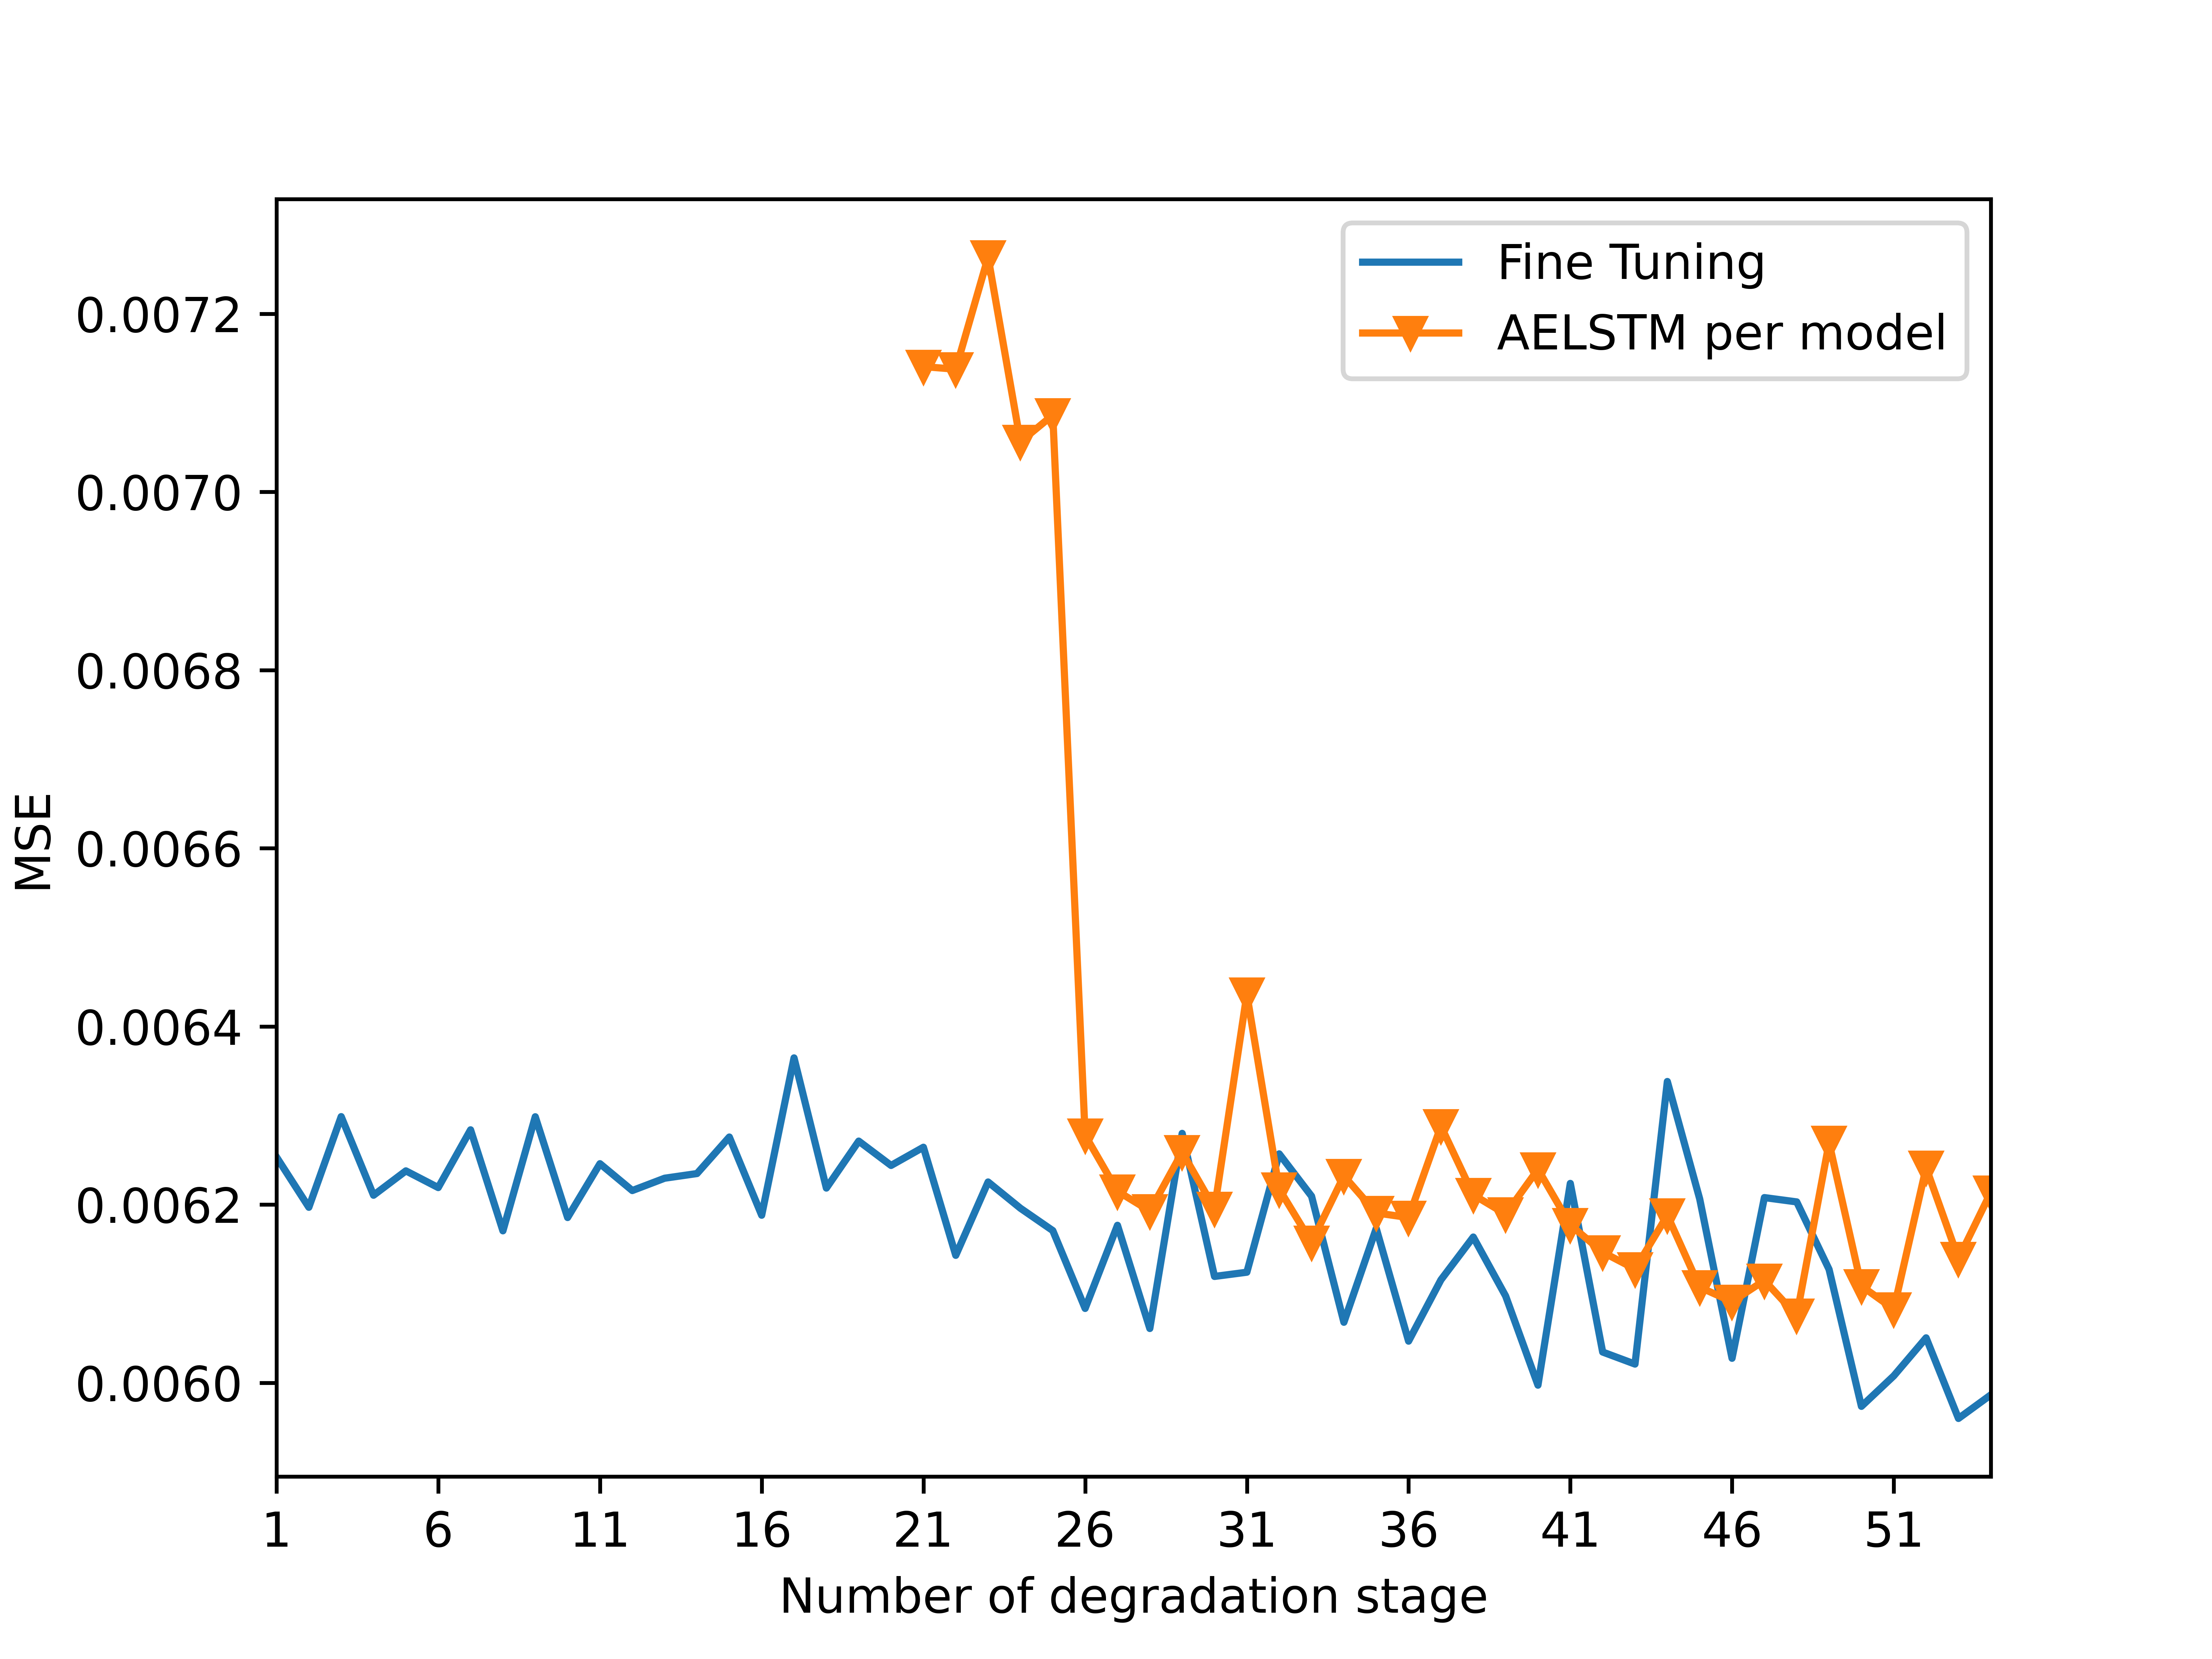 Fine Tuning
AELSTM per model
0.0072
0.0070
0.0068
0.0066
0.0064
0.0062
0.0060
MSE
1 6 11 16 21 26 31 36 41 46 51
Number of degradation stage